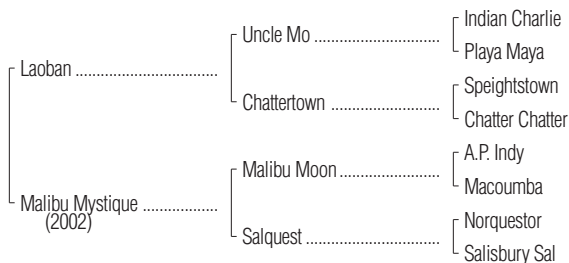 Indian Charlie
Uncle Mo ................................
Playa Maya
Laoban ....................................
Speightstown
Chattertown ...........................
Chatter Chatter
A.P. Indy
Malibu Moon .........................
Macoumba
Malibu Mystique ...................
(2002)
Norquestor
Salquest .................................
Salisbury Sal